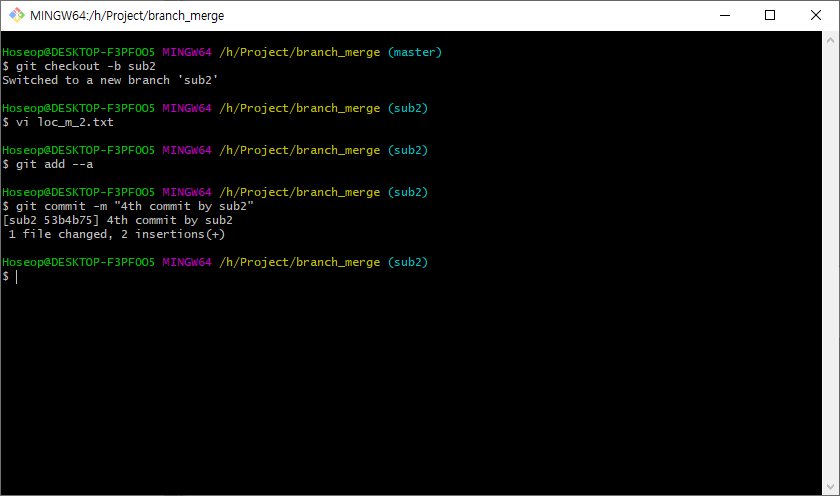 MINGW64:/h/Project/branch_merge
Hoseop@DESKTOP-F3PFOO5 MINGW64 /h/Project/branch_merge (master)
$ git checkout -b sub2
Switched to a new branch 'sub2'
Hoseop@DESKTOP-F3PFOO5 MINGW64 /h/Project/branch_merge (sub2)
$ vi loc_m_2.txt
Hoseop@DESKTOP-F3PFOO5 MINGW64 /h/Project/branch_merge (sub2)
$ git add --a
Hoseop@DESKTOP-F3PFOO5 MINGW64 /h/Project/branch_merge (sub2)
$ git commit -m "4th commit by sub2"
[sub2 53b4b75] 4th commit by sub2
 1 file changed, 2 insertions(+)
Hoseop@DESKTOP-F3PFOO5 MINGW64 /h/Project/branch_merge (sub2)
$